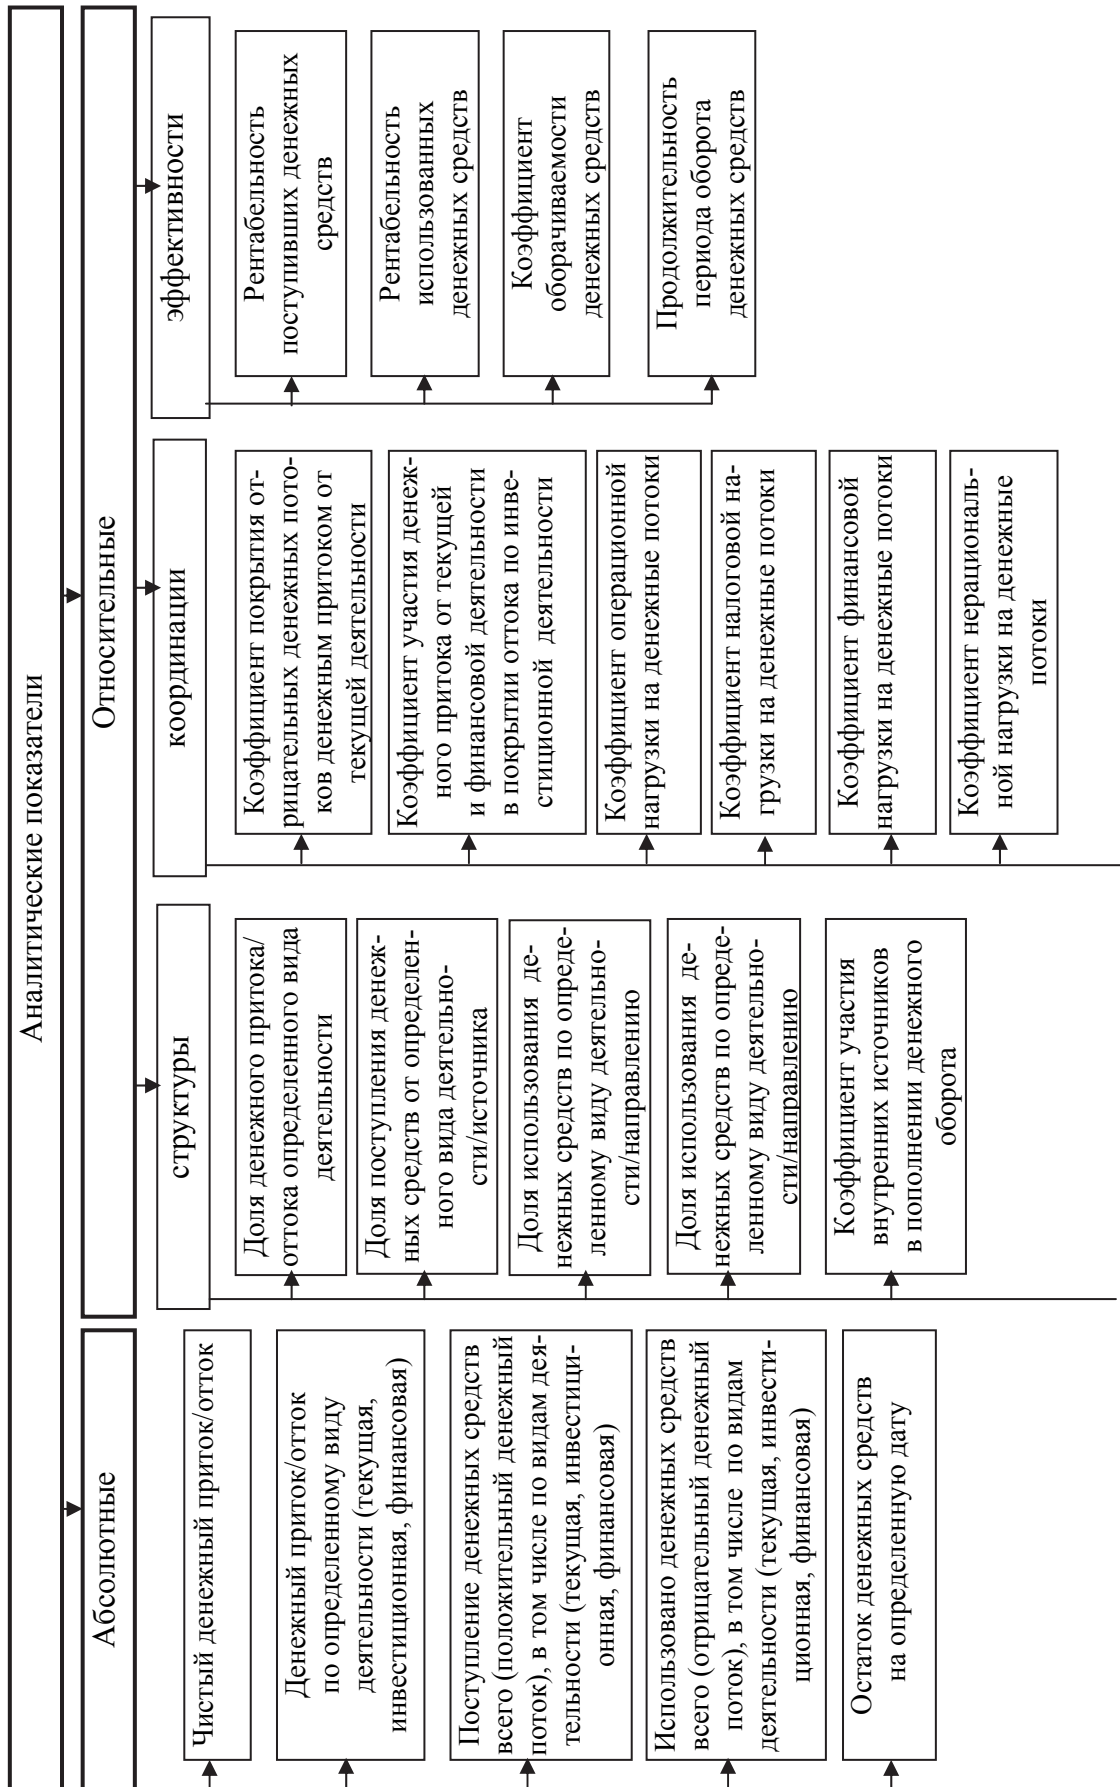 Аналитические показатели
Абсолютные
Чистый денежный приток/отток
Денежный приток/отток
по определенному виду
деятельности (текущая,
инвестиционная, финансовая)
Поступление денежных средств
всего (положительный денежный
поток), в том числе по видам дея-
тельности (текущая, инвестици-
онная, финансовая)
Использовано денежных средств
всего (отрицательный денежный
поток), в том числе по видам
деятельности (текущая, инвести-
ционная, финансовая)
Остаток денежных средств
на определенную дату
Относительные
структуры
Доля денежного притока/
оттока определенного вида
деятельности
Доля поступления денеж-
ных средств от определен-
ного вида деятельно-
сти/источника
Доля использования де-
нежных средств по опреде-
ленному виду деятельно-
сти/направлению
Доля использования де-
нежных средств по опреде-
ленному виду деятельно-
сти/направлению
Коэффициент участия
внутренних источников
в пополнении денежного
оборота
координации
Коэффициент покрытия от-
рицательных денежных пото-
ков денежным притоком от
текущей деятельности
Коэффициент участия денеж-
ного притока от текущей
и финансовой деятельности
в покрытии оттока по инве-
стиционной деятельности
Коэффициент операционной
нагрузки на денежные потоки
Коэффициент налоговой на-
грузки на денежные потоки
Коэффициент финансовой
нагрузки на денежные потоки
Коэффициент нерациональ-
ной нагрузки на денежные
потоки
эффективности
Рентабельность
поступивших денежных
средств
Рентабельность
использованных
денежных средств
Коэффициент
оборачиваемости
денежных средств
Продолжительность
периода оборота
денежных средств